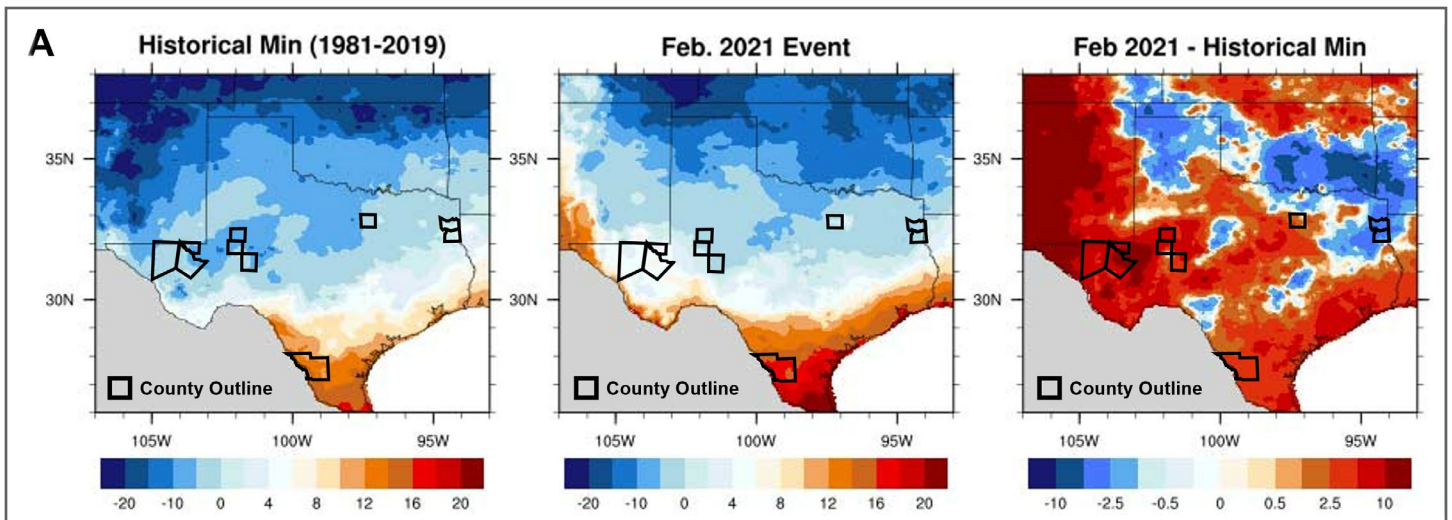 A
Historical Min (1981-2019)
Feb. 2021 Event
Feb 2021 - Historical Min
35N
30N
35N
30N
35N
30N
County Outline
County Outline
County Outline
105W 100W 95W
105W 100W 95W
105W 100W 95W
-20 -10 0 4 8 12 16 20
-20 -10 0 4 8 12 16 20
-10 -2.5 -0.5 0 0.5 2.5 10